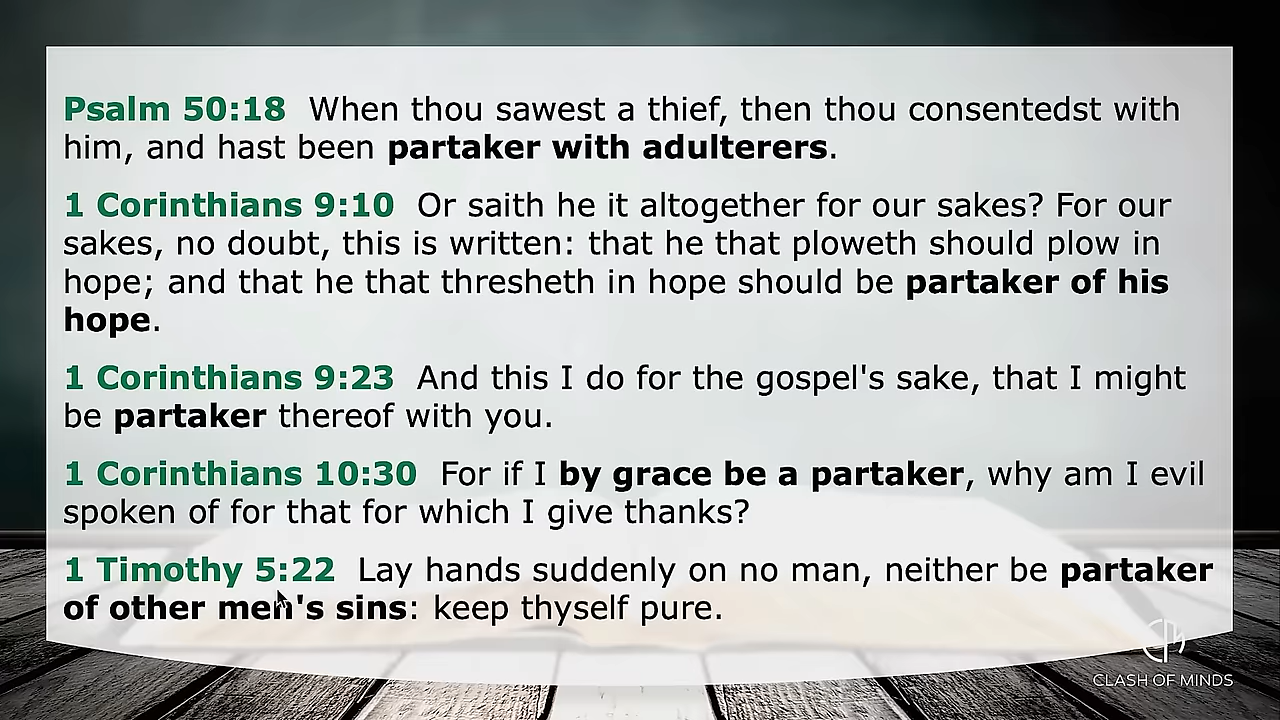 Psalm 50:18 When thou sawest a thief, then thou consentedst with
him, and hast been partaker with adulterers.
1 Corinthians 9:10 Or saith he it altogether for our sakes? For our
sakes, no doubt, this is written: that he that ploweth should plow in
hope; and that he that thresheth in hope should be partaker of his
hope.
1 Corinthians 9:23 And this I do for the gospel's sake, that I might
be partaker thereof with you.
1 Corinthians 10:30 For if I by grace be a partaker, why am I evil
spoken of for that for which I give thanks?
1 Timothy 5:22 Lay hands suddenly on no man, neither be partaker
of other men's sins: keep thyself pure.
CLASH OF MINDS